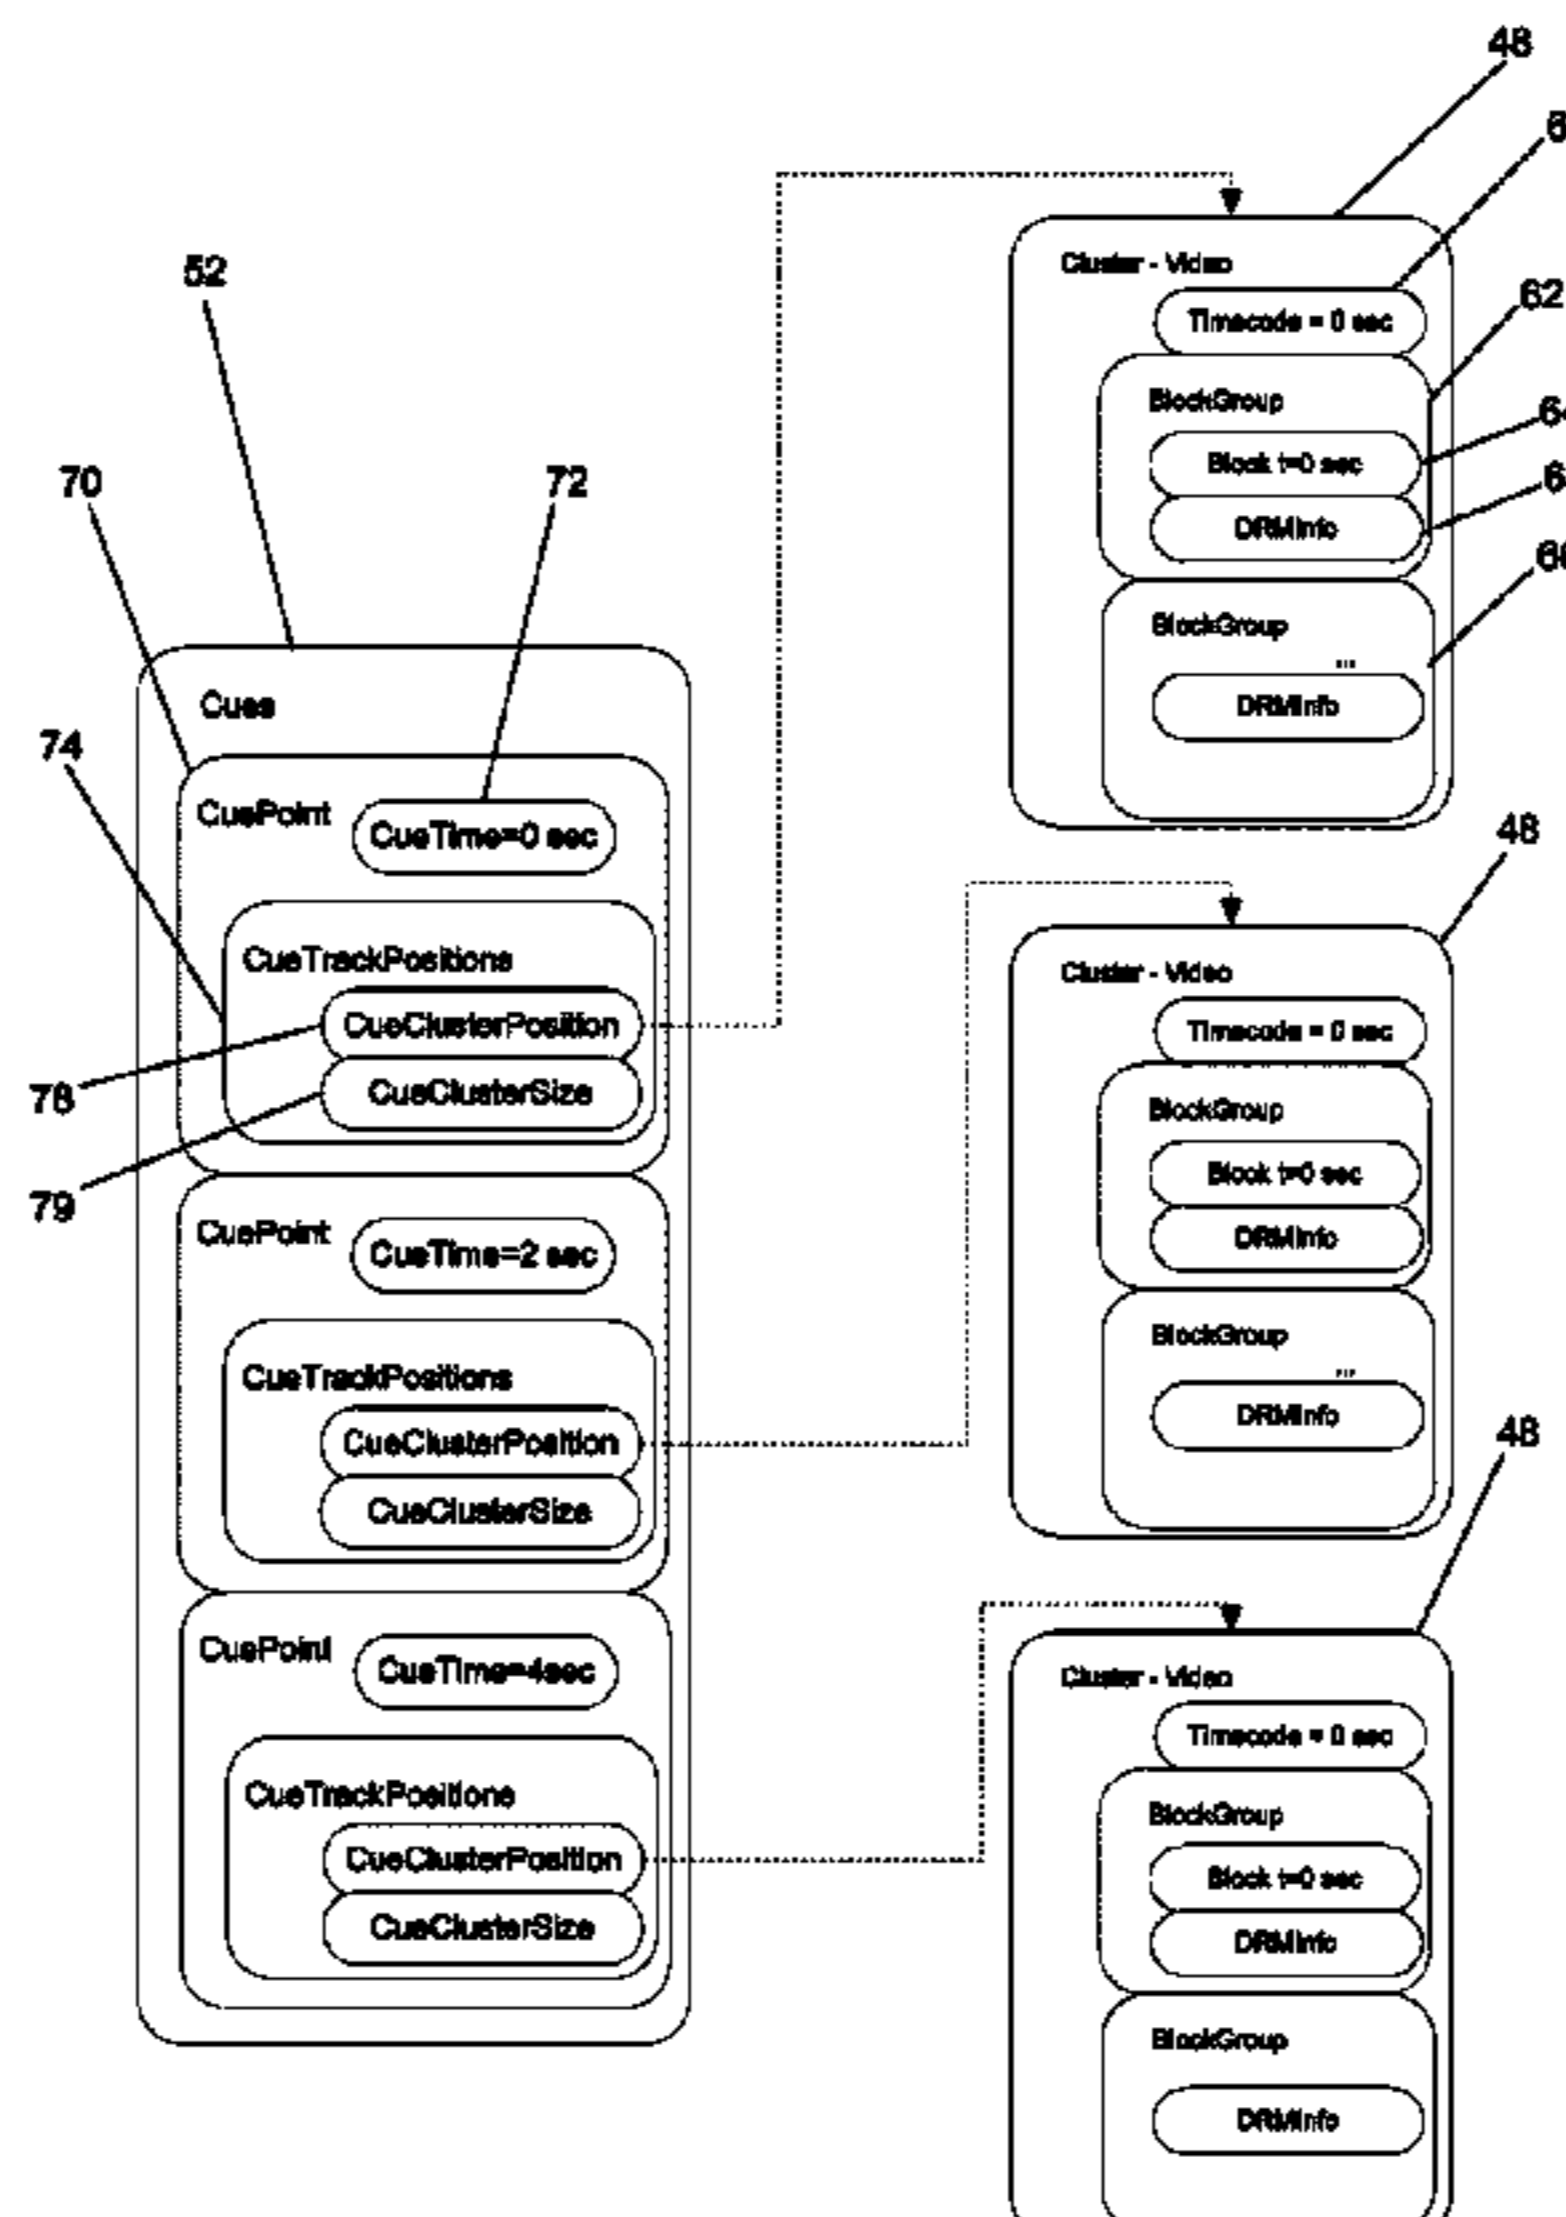 52
70
72
74
Cues
CuePoint
CueTime=0 sec
CueTrackPositions
CueClusterPosition
CueClusterSize
78
79
CuePoint
CueTime=2 sec
CueTrackPositions
CueClusterPosition
CueClusterSize
CuePoint
CueTime=4sec
CueTrackPositions
CueClusterPosition
CueClusterSize
48
Cluster - Video
Timecode = 0 sec
62
BlockGroup
Block t=0 sec
DRMInfo
BlockGroup
...
DRMInfo
48
Cluster - Video
Timecode = 0 sec
BlockGroup
Block t=0 sec
DRMInfo
BlockGroup
...
DRMInfo
48
Cluster - Video
Timecode = 0 sec
BlockGroup
Block t=0 sec
DRMInfo
BlockGroup
DRMInfo